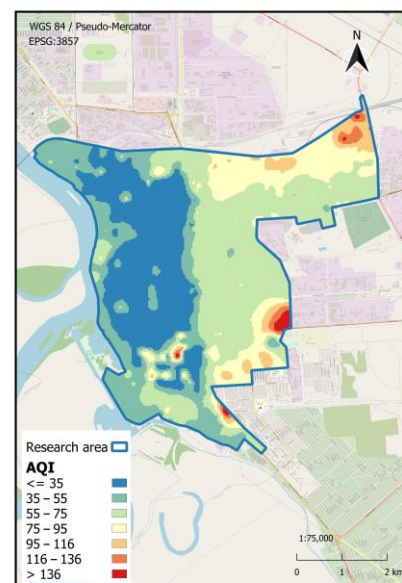 WGS 84 / Pseudo-Mercator
EPSG:3857
N
Research area
AQI
<= 35
35 – 55
55 – 75
75 – 95
95 – 116
116 – 136
> 136
1:75,000
0 1 2 km